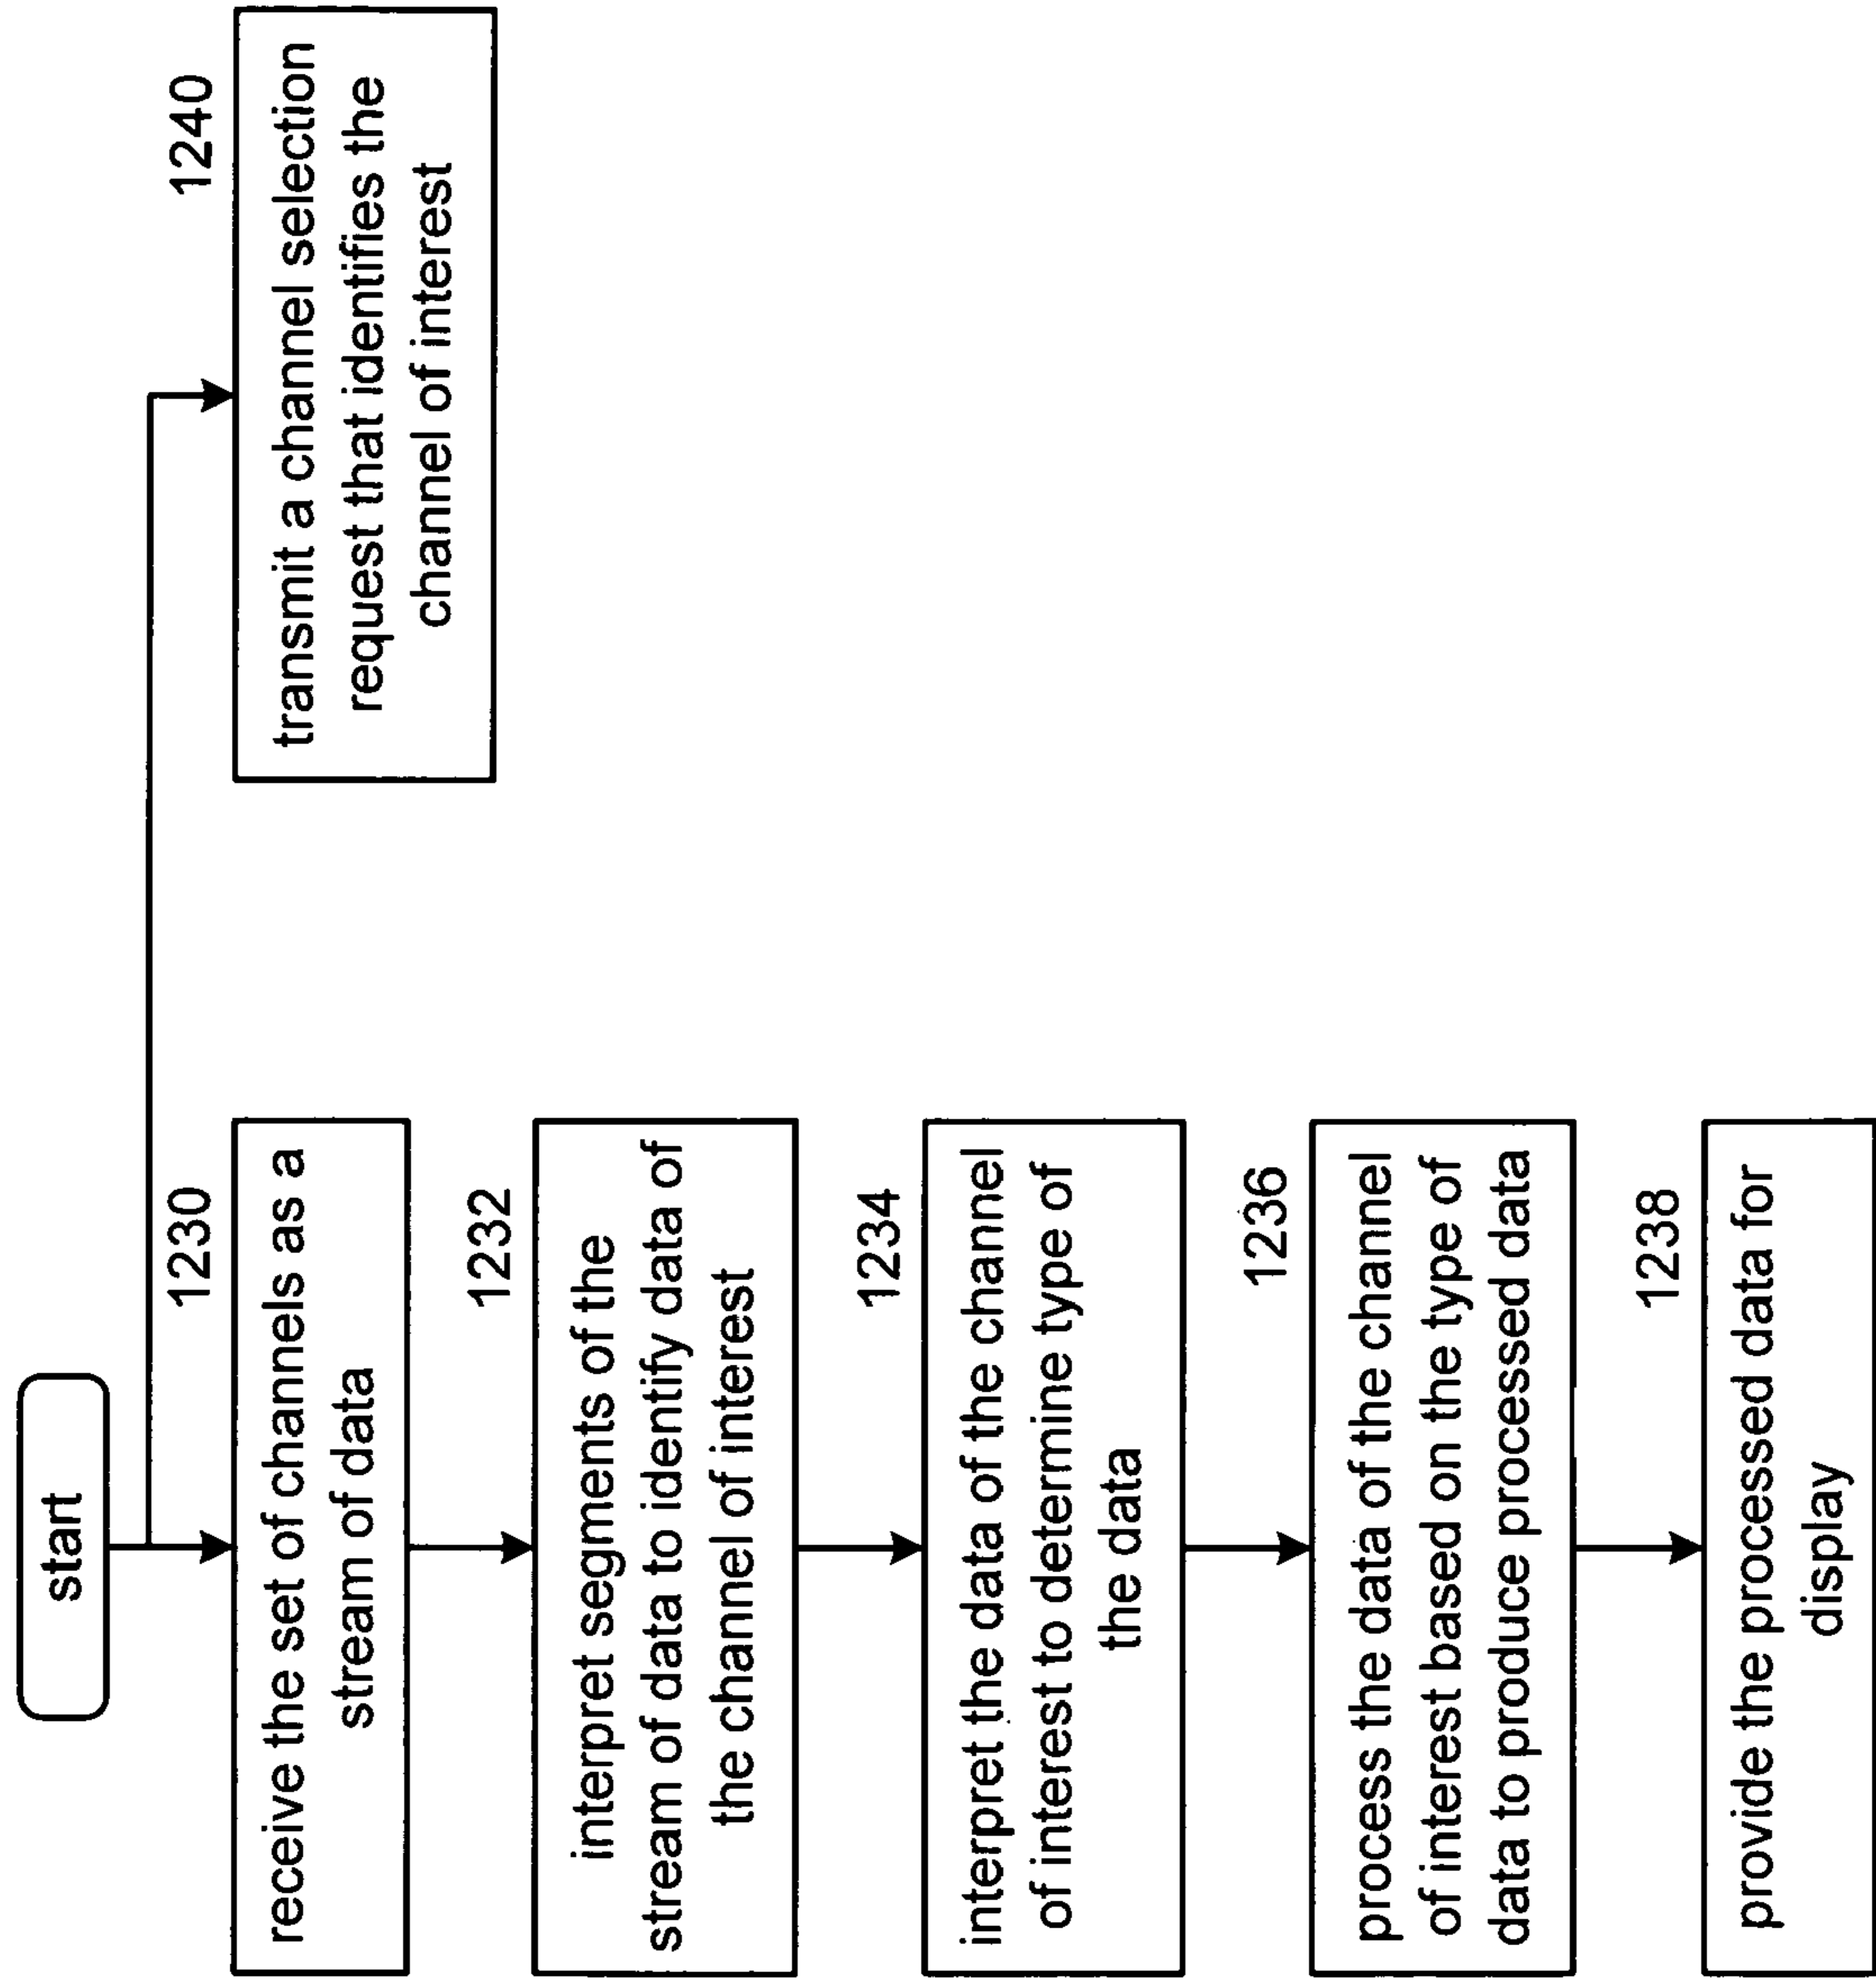 start
1230
receive the set of channels as a
stream of data
1232
interpret segments of the
stream of data to identify data of
the channel of interest
1234
interpret the data of the channel
of interest to determine type of
the data
1236
process the data of the channel
of interest based on the type of
data to produce processed data
1238
provide the processed data for
display
1240
transmit a channel selection
request that identifies the
channel of interest